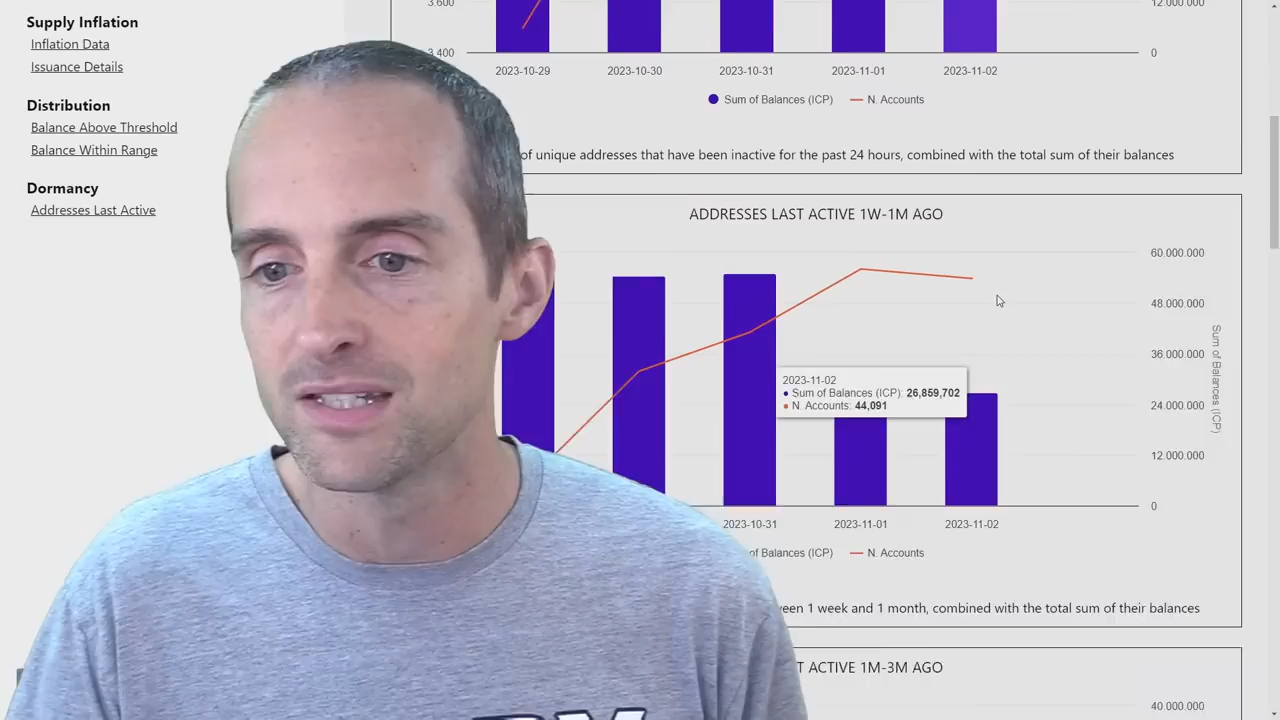 Supply Inflation
Inflation Data
Issuance Details
Distribution
Balance Above Threshold
Balance Within Range
Dormancy
Addresses Last Active
3.600
12.000.000
3.400
0
2023-10-29
2023-10-30
2023-10-31
2023-11-01
2023-11-02
Sum of Balances (ICP)
N. Accounts
of unique addresses that have been inactive for the past 24 hours, combined with the total sum of their balances
ADDRESSES LAST ACTIVE 1W-1M AGO
60.000.000
48.000.000
36.000.000
24.000.000
12.000.000
0
Sum of Balances (ICP)
2023-11-02
Sum of Balances (ICP): 26,859,702
N. Accounts: 44,091
2023-10-31
2023-11-01
2023-11-02
of Balances (ICP)
N. Accounts
1 week and 1 month, combined with the total sum of their balances
ACTIVE 1M-3M AGO
40.000.000